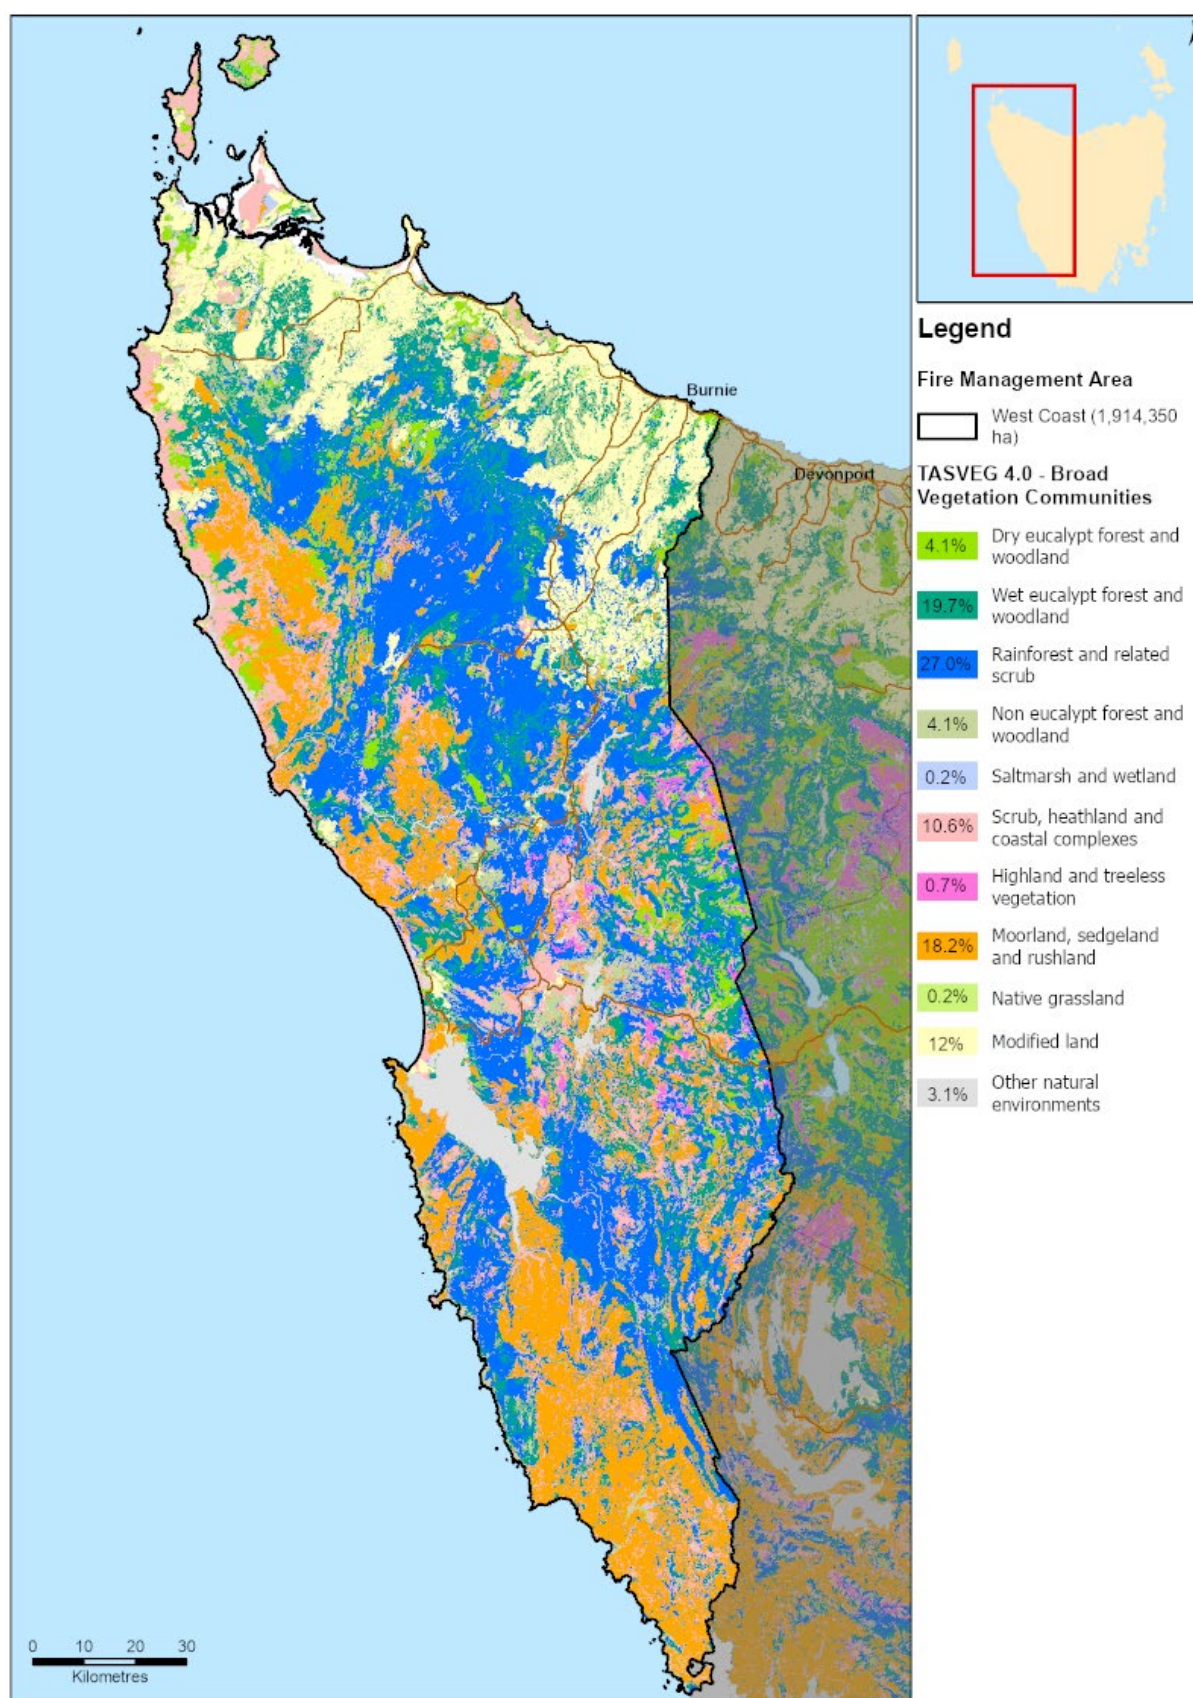 Burnie
Devonport
0 10 20 30
Kilometres
Legend
Fire Management Area
West Coast (1,914,350
ha)
TASVEG 4.0 - Broad
Vegetation Communities
4.1% Dry eucalypt forest and
woodland
19.7% Wet eucalypt forest and
woodland
27.0% Rainforest and related
scrub
4.1% Non eucalypt forest and
woodland
0.2% Saltmarsh and wetland
10.6% Scrub, heathland and
coastal complexes
0.7% Highland and treeless
vegetation
18.2% Moorland, sedgeland
and rushland
0.2% Native grassland
12% Modified land
3.1% Other natural
environments